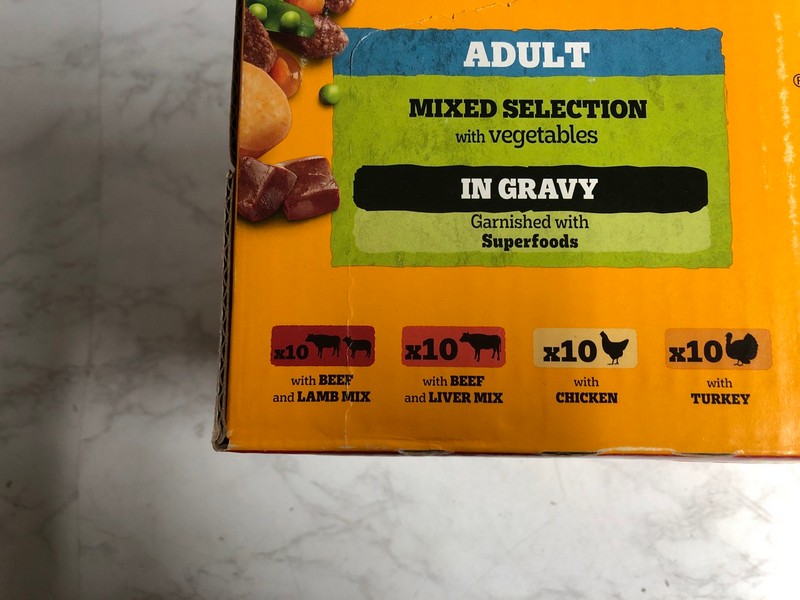 ADULT
MIXED SELECTION
with vegetables
IN GRAVY
Garnished with
Superfoods
x10 x10 x10 x10
with BEEF
and LAMB MIX
with BEEF
and LIVER MIX
with
CHICKEN
with
TURKEY
®